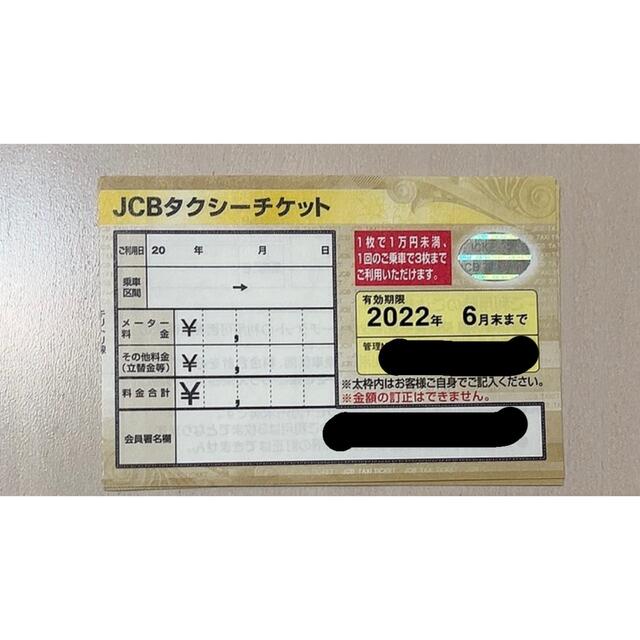 JCBタクシーチケット
ご利用日 20 年 月 日
乗車
区間 →
メーター
料金 ¥ ,
その他料金
(立替金等) ,
料金合計 ¥ ,
会員署名欄
1枚で1万円未満、
1回のご乗車で3枚まで
ご利用いただけます。
有効期限
2022年 6月末まで
管理
※太枠内はお客様ご自身でご記入ください。
※金額の訂正はできません。
JCB TAXI TICKET